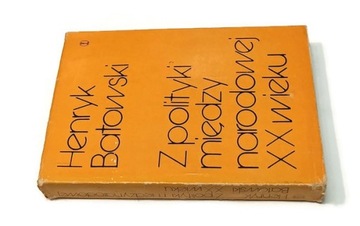 Henryk
Batowski
Z polityki
między
narodowej
XX wieku